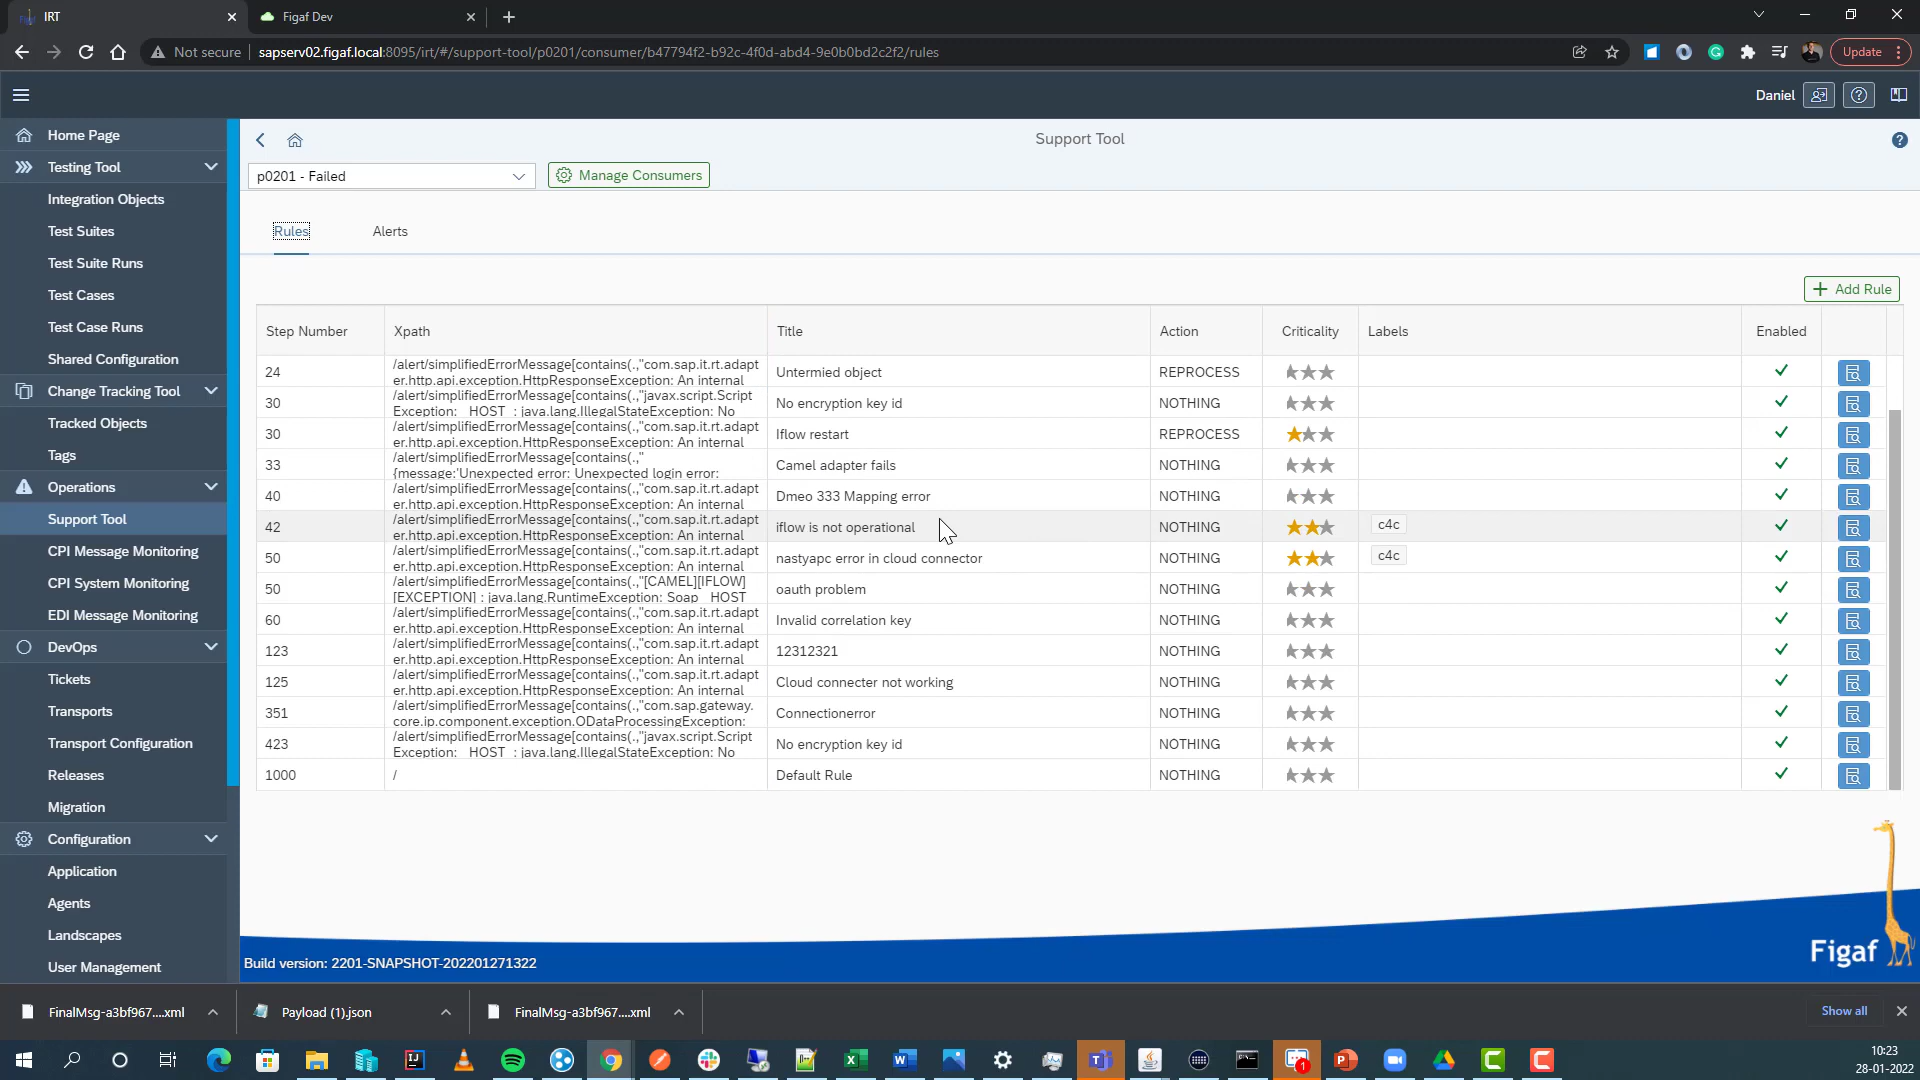 IRT
Figaf Dev
Not secure
sapserv02.figaf.local:8095/irt/#/support-tool/p0201/consumer/b47794f2-b92c-4f0d-abd4-9e0b0bd2c2f2/rules
Update
Daniel
Home Page
Testing Tool
Integration Objects
Test Suites
Test Suite Runs
Test Cases
Test Case Runs
Shared Configuration
Change Tracking Tool
Tracked Objects
Tags
Operations
Support Tool
CPI Message Monitoring
CPI System Monitoring
EDI Message Monitoring
DevOps
Tickets
Transports
Transport Configuration
Releases
Migration
Configuration
Application
Agents
Landscapes
User Management
Support Tool
p0201 - Failed
Manage Consumers
Rules Alerts
+ Add Rule
Step Number Xpath Title Action Criticality Labels Enabled
24 /alert/simplifiedErrorMessage[contains(.,"com.sap.it.rt.adapt
er.http.api.exception.HttpResponseException: An internal
Untermied object REPROCESS
30 /alert/simplifiedErrorMessage[contains(.,"javax.script.Script
Exception: HOST : java.lang.IllegalStateException: No
No encryption key id NOTHING
30 /alert/simplifiedErrorMessage[contains(.,"com.sap.it.rt.adapt
er.http.api.exception.HttpResponseException: An internal
Iflow restart REPROCESS
33 /alert/simplifiedErrorMessage[contains(.,"
{message:'Unexpected error: Unexpected login error:
Camel adapter fails NOTHING
40 /alert/simplifiedErrorMessage[contains(.,"com.sap.it.rt.adapt
er.http.api.exception.HttpResponseException: An internal
Dmeo 333 Mapping error NOTHING
42 /alert/simplifiedErrorMessage[contains(.,"com.sap.it.rt.adapt
er.http.api.exception.HttpResponseException: An internal
iflow is not operational NOTHING c4c
50 /alert/simplifiedErrorMessage[contains(.,"com.sap.it.rt.adapt
er.http.api.exception.HttpResponseException: An internal
nastyapc error in cloud connector NOTHING c4c
50 /alert/simplifiedErrorMessage[contains(.,"[CAMEL][IFLOW]
[EXCEPTION] : java.lang.RuntimeException: Soap HOST
oauth problem NOTHING
60 /alert/simplifiedErrorMessage[contains(.,"com.sap.it.rt.adapt
er.http.api.exception.HttpResponseException: An internal
Invalid correlation key NOTHING
123 /alert/simplifiedErrorMessage[contains(.,"com.sap.it.rt.adapt
er.http.api.exception.HttpResponseException: An internal
12312321 NOTHING
125 /alert/simplifiedErrorMessage[contains(.,"com.sap.it.rt.adapt
er.http.api.exception.HttpResponseException: An internal
Cloud connecter not working NOTHING
351 /alert/simplifiedErrorMessage[contains(.,"com.sap.gateway.
core.ip.component.exception.ODataProcessingException:
Connectionerror NOTHING
423 /alert/simplifiedErrorMessage[contains(.,"javax.script.Script
Exception: HOST : java.lang.IllegalStateException: No
No encryption key id NOTHING
1000 / Default Rule NOTHING
Figaf
Build version: 2201-SNAPSHOT-202201271322
FinalMsg-a3bf967....xml
Payload (1).json
FinalMsg-a3bf967....xml
Show all
10:23
28-01-2022